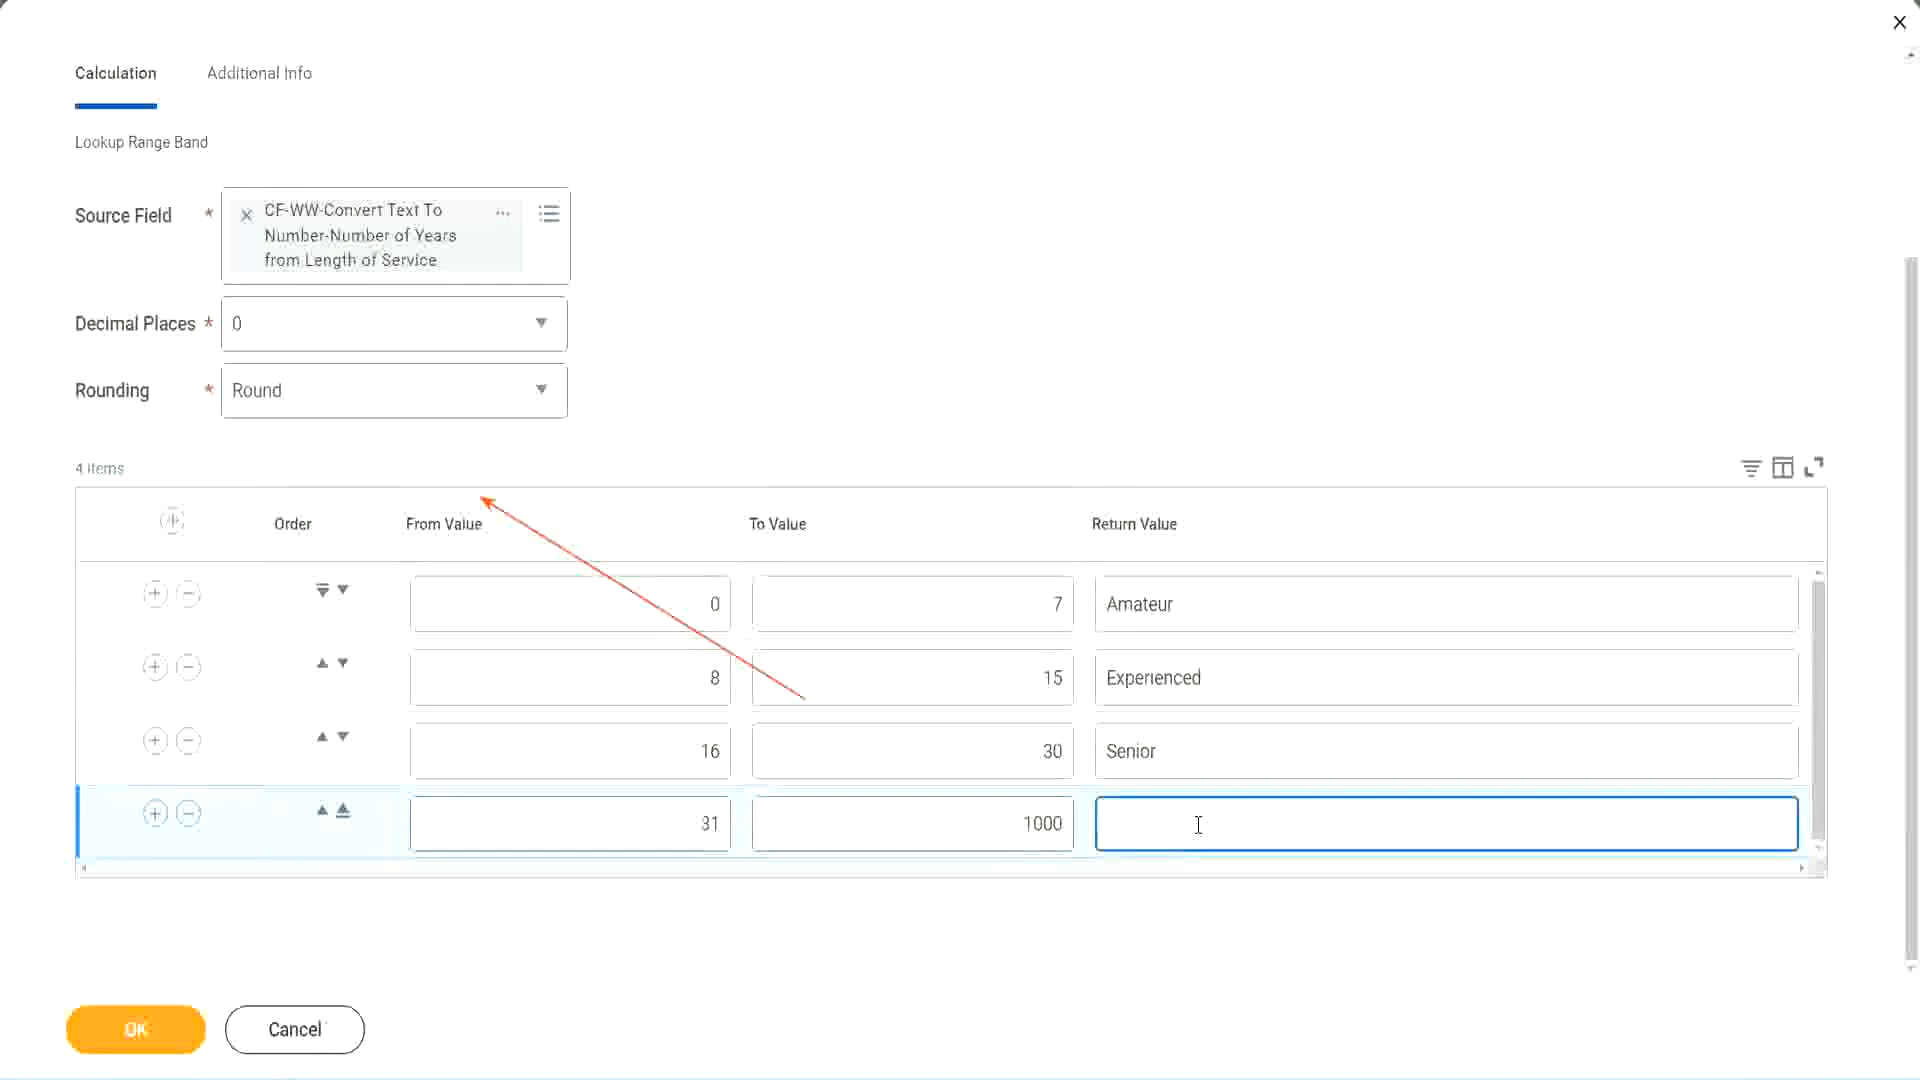 Calculation Additional Info
Lookup Range Band
Source Field * CF-WW-Convert Text To
Number-Number of Years
from Length of Service
Decimal Places * 0
Rounding * Round
4 items
Order From Value To Value Return Value
0 7 Amateur
8 15 Experienced
16 30 Senior
31 1000
OK Cancel